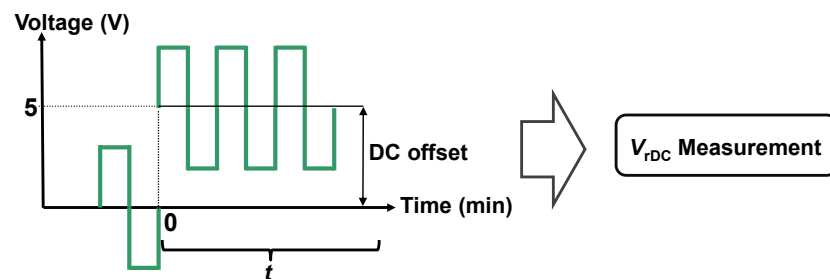 Voltage (V)
5
DC offset
Time (min)
0
t
VrDC Measurement